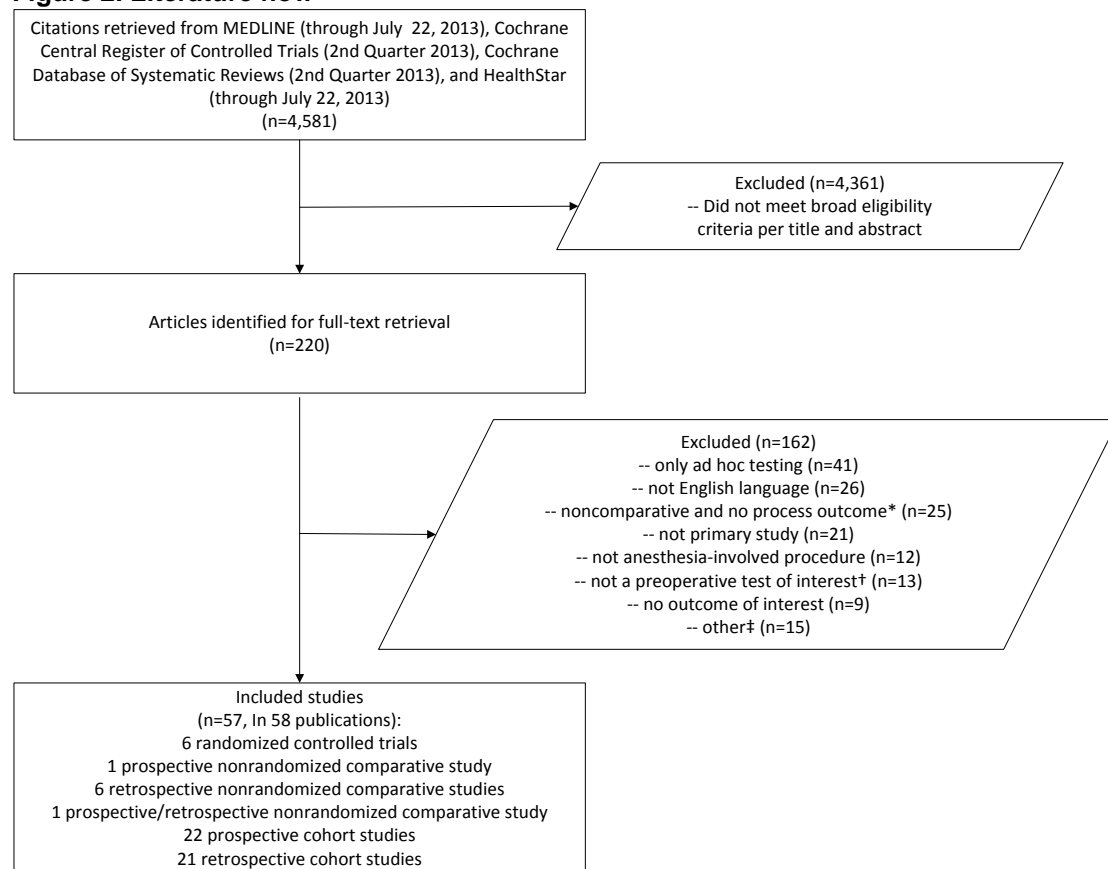 Figure 2. Literature flow
Citations retrieved from MEDLINE (through July 22, 2013), Cochrane
Central Register of Controlled Trials (2nd Quarter 2013), Cochrane
Database of Systematic Reviews (2nd Quarter 2013), and HealthStar
(through July 22, 2013)
(n=4,581)
Excluded (n=4,361)
-- Did not meet broad eligibility
criteria per title and abstract
Articles identified for full-text retrieval
(n=220)
Excluded (n=162)
-- only ad hoc testing (n=41)
-- not English language (n=26)
-- noncomparative and no process outcome* (n=25)
-- not primary study (n=21)
-- not anesthesia-involved procedure (n=12)
-- not a preoperative test of interest† (n=13)
-- no outcome of interest (n=9)
-- other‡ (n=15)
Included studies
(n=57, In 58 publications):
6 randomized controlled trials
1 prospective nonrandomized comparative study
6 retrospective nonrandomized comparative studies
1 prospective/retrospective nonrandomized comparative study
22 prospective cohort studies
21 retrospective cohort studies